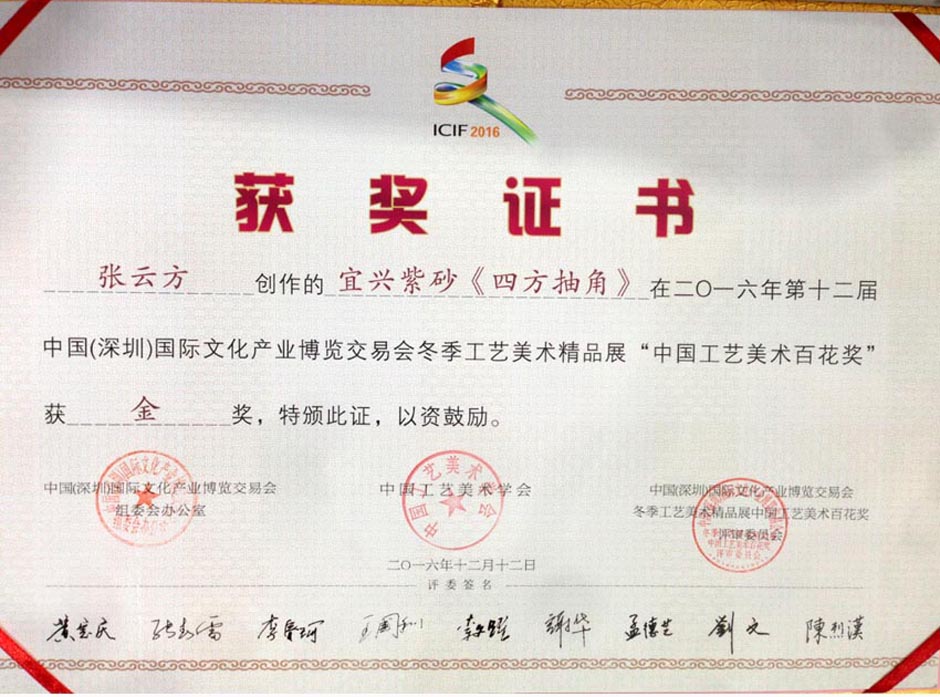 ICIF 2016
获奖证书
张云方 创作的 宜兴紫砂《四方抽角》在二〇一六年第十二届
中国(深圳)国际文化产业博览交易会冬季工艺美术精品展“中国工艺美术百花奖”
获 金 奖，特颁此证，以资鼓励。
中国(深圳)国际文化产业博览交易会
组委会办公室
中国工艺美术学会
中国(深圳)国际文化产业博览交易会
冬季工艺美术精品展中国工艺美术百花奖
评审委员会
二〇一六年十二月十二日
评委签名